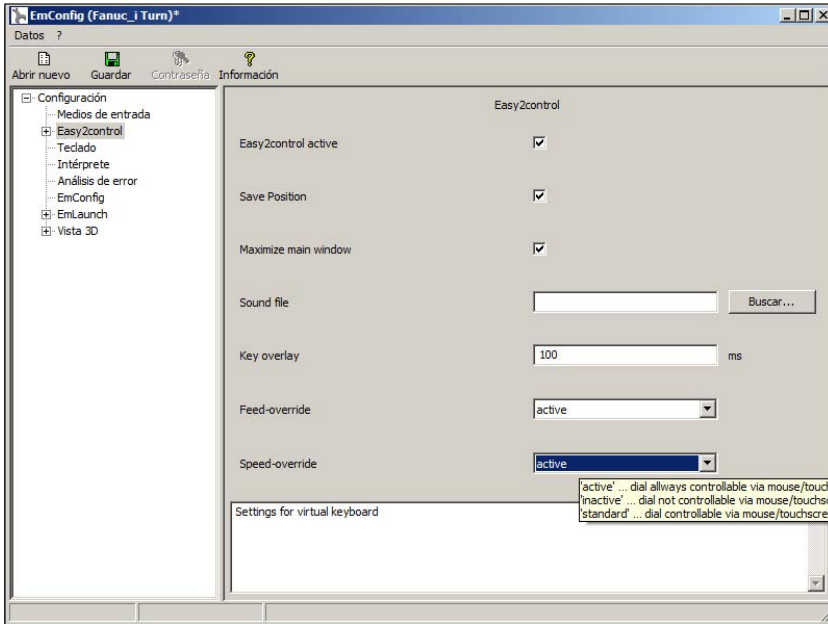 EmConfig (Fanuc_i Turn)*
Datos ?
Abrir nuevo Guardar Contraseña Información
Configuración
Medios de entrada
Easy2control
Teclado
Intérprete
Análisis de error
EmConfig
EmLaunch
Vista 3D
Easy2control
Easy2control active
Save Position
Maximize main window
Sound file Buscar...
Key overlay 100 ms
Feed-override active
Speed-override active
'active' ... dial allways controllable via mouse/touch
'inactive' ... dial not controllable via mouse/touchs
'standard' ... dial controllable via mouse/touchscre
Settings for virtual keyboard